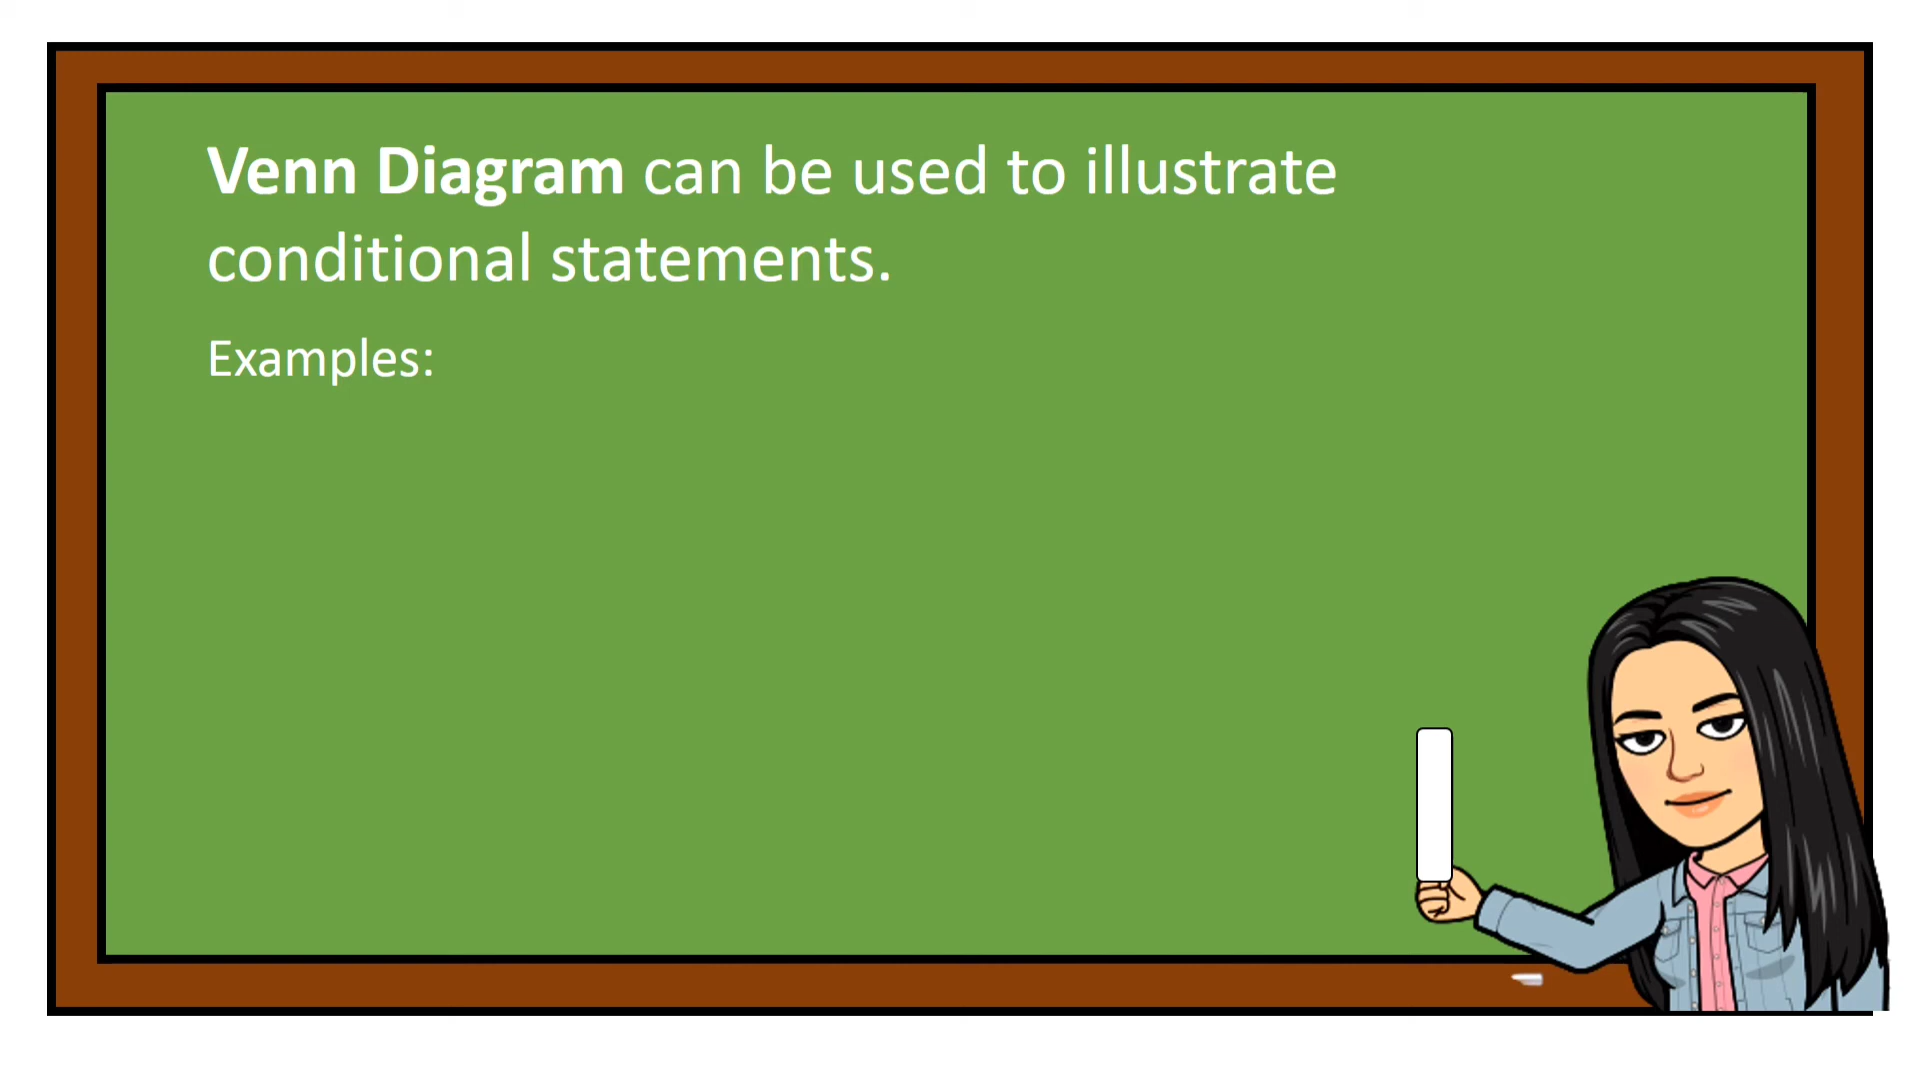 Venn Diagram can be used to illustrate
conditional statements.
Examples: